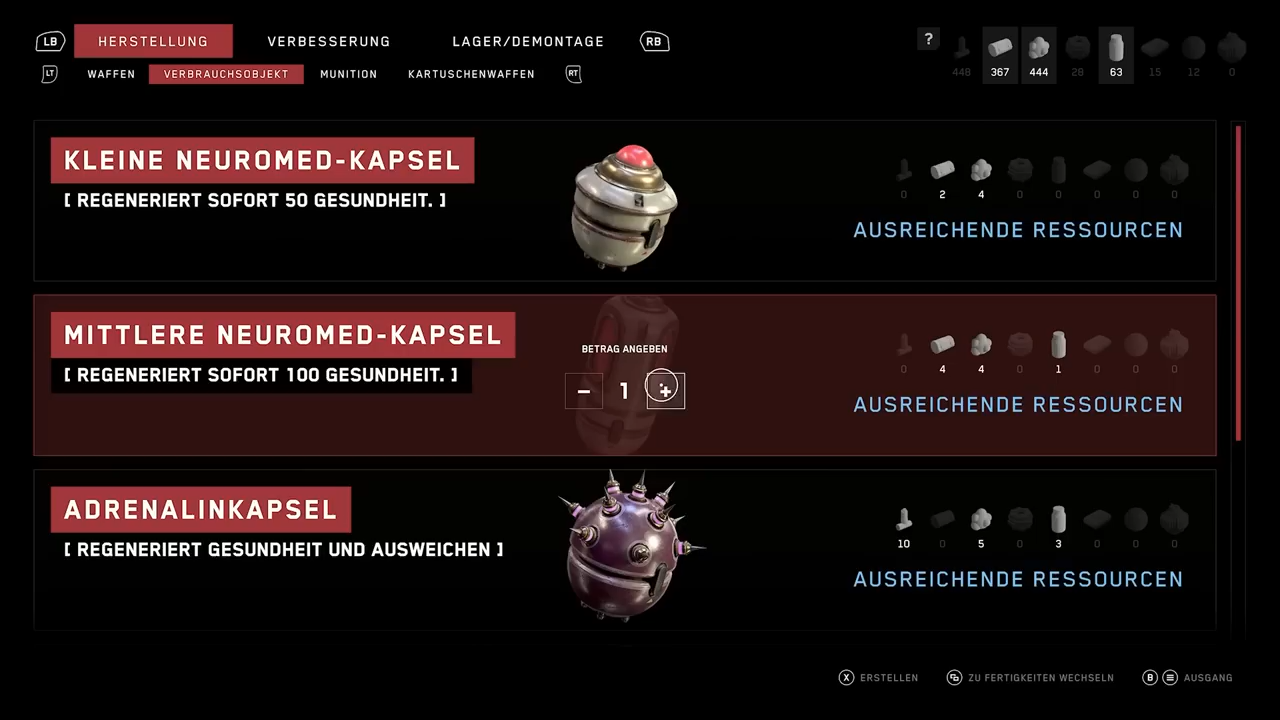 LB HERSTELLUNG VERBESSERUNG LAGER/DEMONTAGE RB
LT WAFFEN VERBRAUCHSOBJEKT MUNITION KARTUSCHENWAFFEN RT
?
448 367 444 28 63 15 12 0
KLEINE NEUROMED-KAPSEL
[ REGENERIERT SOFORT 50 GESUNDHEIT. ]
0 2 4 0 0 0 0 0
AUSREICHENDE RESSOURCEN
MITTLERE NEUROMED-KAPSEL
[ REGENERIERT SOFORT 100 GESUNDHEIT. ]
BETRAG ANGEBEN
− 1 +
0 4 4 0 1 0 0 0
AUSREICHENDE RESSOURCEN
ADRENALINKAPSEL
[ REGENERIERT GESUNDHEIT UND AUSWEICHEN ]
10 0 5 0 3 0 0 0
AUSREICHENDE RESSOURCEN
X ERSTELLEN ZU FERTIGKEITEN WECHSELN B AUSGANG